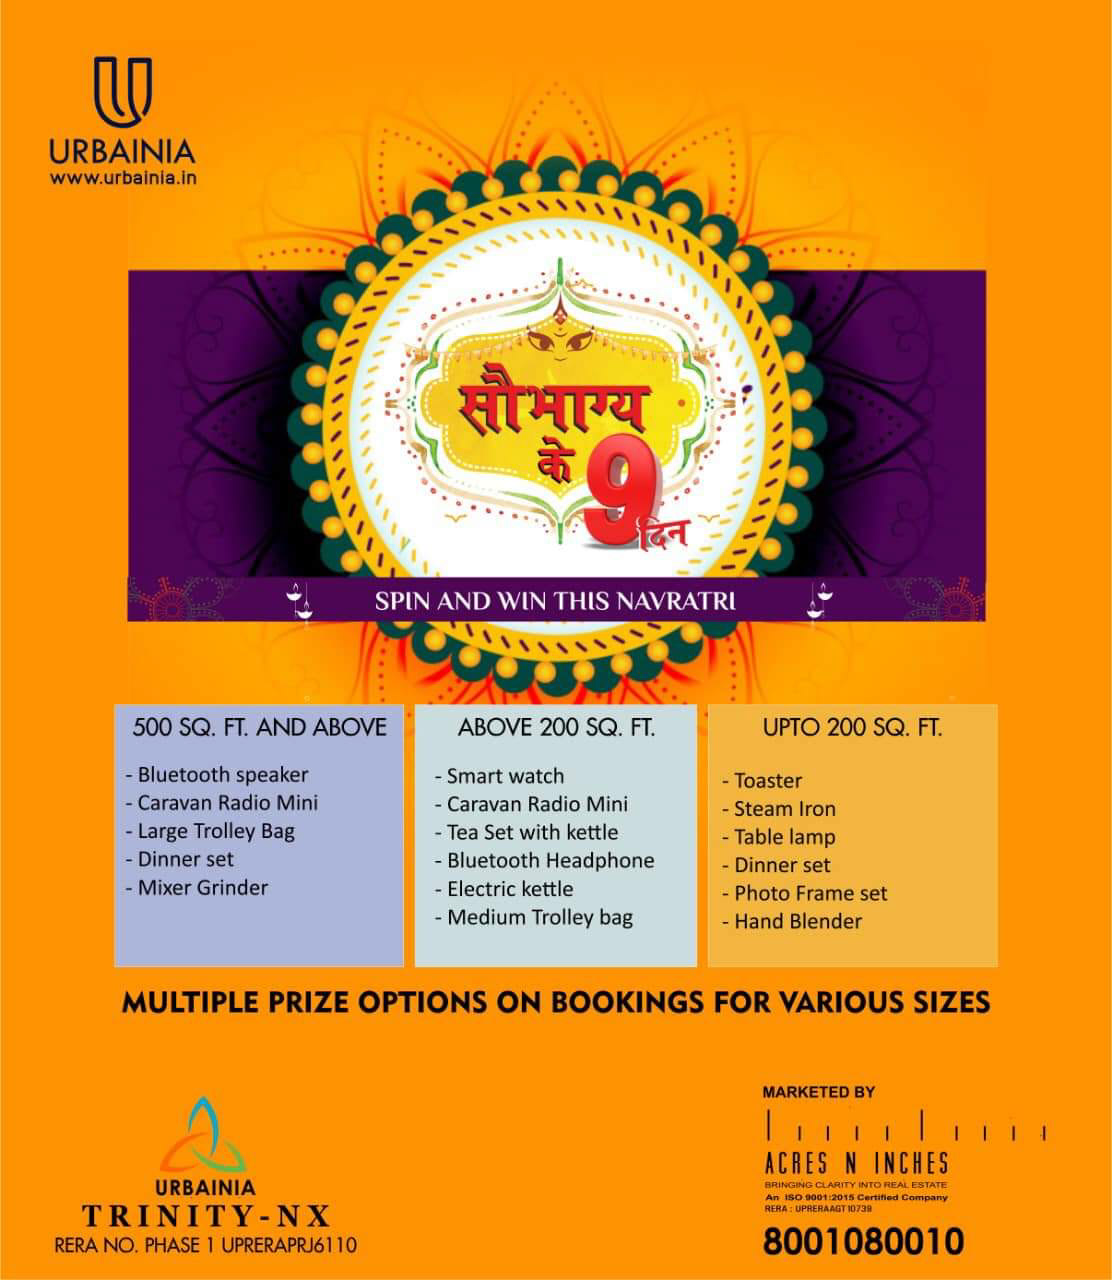 URBAINIA
www.urbainia.in
सौभाग्य
के 9 दिन
SPIN AND WIN THIS NAVRATRI
500 SQ. FT. AND ABOVE
- Bluetooth speaker
- Caravan Radio Mini
- Large Trolley Bag
- Dinner set
- Mixer Grinder
ABOVE 200 SQ. FT.
- Smart watch
- Caravan Radio Mini
- Tea Set with kettle
- Bluetooth Headphone
- Electric kettle
- Medium Trolley bag
UPTO 200 SQ. FT.
- Toaster
- Steam Iron
- Table lamp
- Dinner set
- Photo Frame set
- Hand Blender
MULTIPLE PRIZE OPTIONS ON BOOKINGS FOR VARIOUS SIZES
URBAINIA
TRINITY-NX
RERA NO. PHASE 1 UPRERAPRJ6110
MARKETED BY
ACRES N INCHES
BRINGING CLARITY INTO REAL ESTATE
An ISO 9001:2015 Certified Company
RERA : UPRERAAGT10739
8001080010